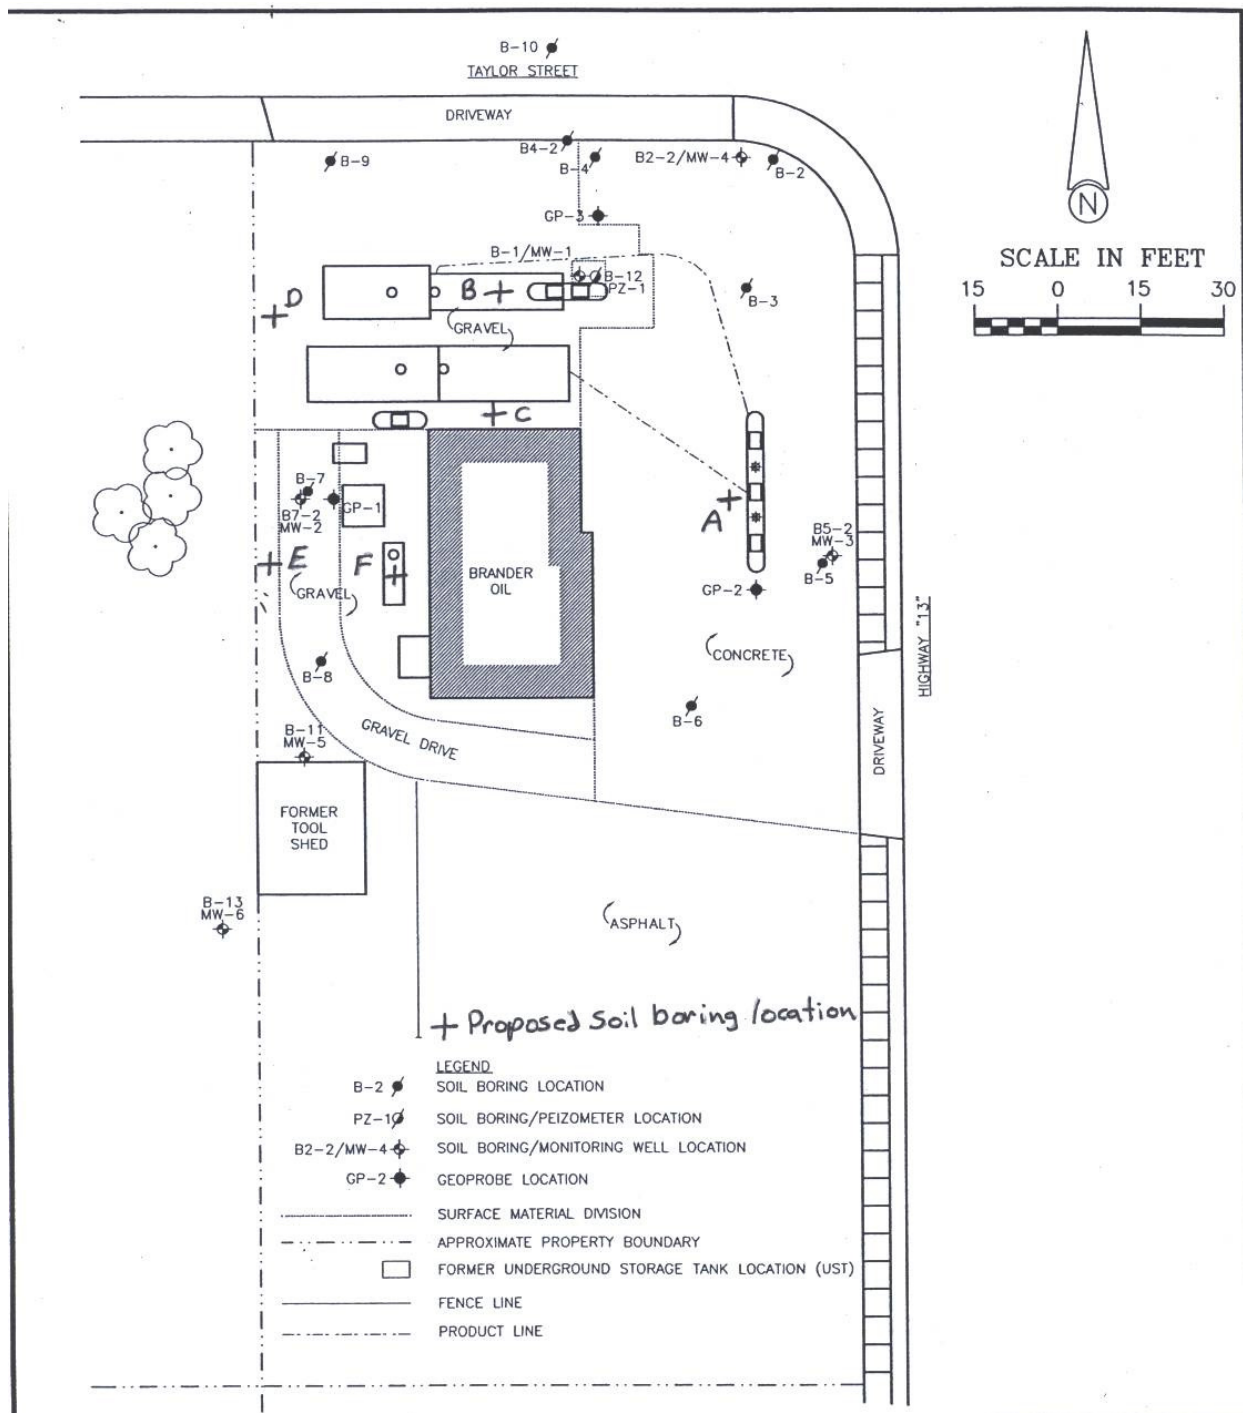 B-10
TAYLOR STREET
DRIVEWAY
B4-2
B-9
B-4
B2-2/MW-4
B-2
GP-3
N
SCALE IN FEET
15 0 15 30
B-1/MW-1
B-12
PZ-1
B-3
D
B
(GRAVEL)
C
B-7
B7-2
MW-2
GP-1
A
B5-2
MW-3
B-5
E
F
(GRAVEL)
BRANDER
OIL
GP-2
(CONCRETE)
HIGHWAY "13"
B-8
B-6
GRAVEL DRIVE
DRIVEWAY
B-11
MW-5
FORMER
TOOL
SHED
B-13
MW-6
(ASPHALT)
+ Proposed Soil boring location
LEGEND
B-2 SOIL BORING LOCATION
PZ-1 SOIL BORING/PEIZOMETER LOCATION
B2-2/MW-4 SOIL BORING/MONITORING WELL LOCATION
GP-2 GEOPROBE LOCATION
SURFACE MATERIAL DIVISION
APPROXIMATE PROPERTY BOUNDARY
FORMER UNDERGROUND STORAGE TANK LOCATION (UST)
FENCE LINE
PRODUCT LINE